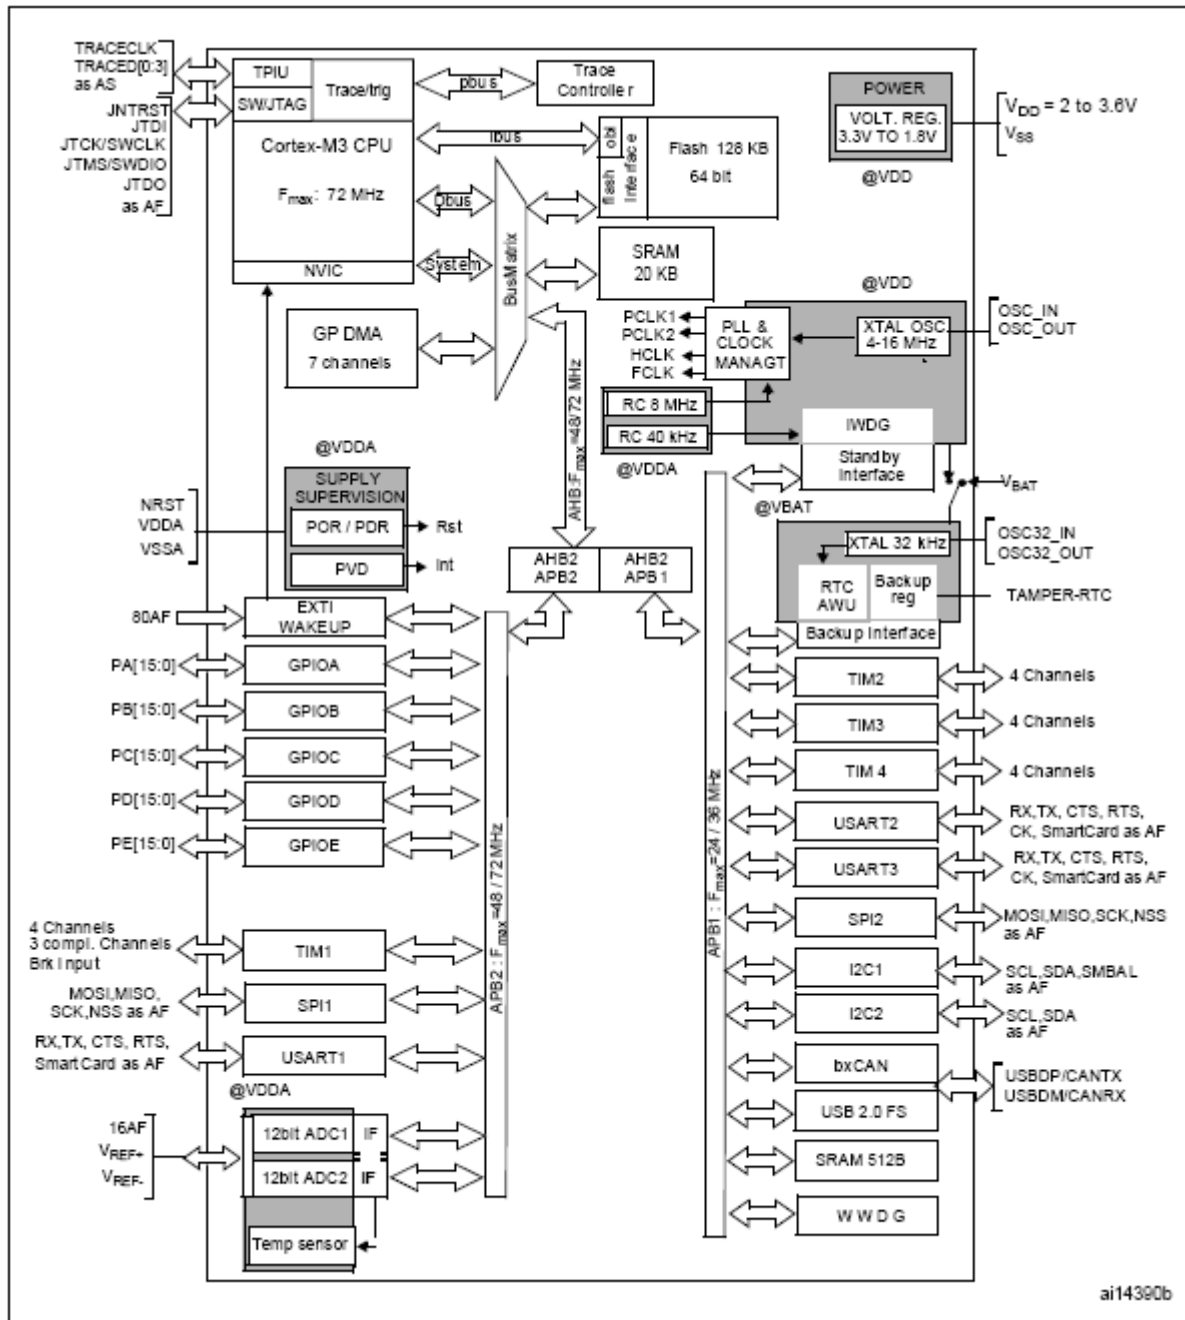 TRACECLK
TRACED[0:3]
as AS
JNTRST
JTDI
JTCK/SWCLK
JTMS/SWDIO
JTDO
as AF
TPIU
SW/JTAG
Trace/trig
Cortex-M3 CPU
Fmax: 72 MHz
NVIC
pbus
Trace
Controller
Ibus
Dbus
System
BusMatrix
flash obl
Interface
Flash 128 KB
64 bit
SRAM
20 KB
POWER
VOLT. REG.
3.3V TO 1.8V
@VDD
VDD = 2 to 3.6V
VSS
GP DMA
7 channels
AHB:Fmax=48/72 MHz
@VDD
PCLK1
PCLK2
HCLK
FCLK
PLL &
CLOCK
MANAGT
XTAL OSC
4-16 MHz
OSC_IN
OSC_OUT
RC 8 MHz
RC 40 kHz
@VDDA
IWDG
Standby
Interface
VBAT
@VBAT
@VDDA
SUPPLY
SUPERVISION
NRST
VDDA
VSSA
POR / PDR
Rst
PVD
Int
XTAL 32 kHz
OSC32_IN
OSC32_OUT
RTC
AWU
Backup
reg
TAMPER-RTC
Backup Interface
AHB2
APB2
AHB2
APB1
80AF
EXTI
WAKEUP
PA[15:0]
GPIOA
PB[15:0]
GPIOB
PC[15:0]
GPIOC
PD[15:0]
GPIOD
PE[15:0]
GPIOE
4 Channels
3 compl. Channels
Brk Input
TIM1
MOSI,MISO,
SCK,NSS as AF
SPI1
RX,TX, CTS, RTS,
SmartCard as AF
USART1
@VDDA
16AF
VREF+
VREF-
12bit ADC1
IF
12bit ADC2
IF
Temp sensor
APB2 : Fmax=48 / 72 MHz
APB1 : Fmax=24 / 36 MHz
TIM2
4 Channels
TIM3
4 Channels
TIM 4
4 Channels
USART2
RX,TX, CTS, RTS,
CK, SmartCard as AF
USART3
RX,TX, CTS, RTS,
CK, SmartCard as AF
SPI2
MOSI,MISO,SCK,NSS
as AF
I2C1
SCL,SDA,SMBAL
as AF
I2C2
SCL,SDA
as AF
bxCAN
USBDP/CANTX
USBDM/CANRX
USB 2.0 FS
SRAM 512B
W W D G
ai14390b